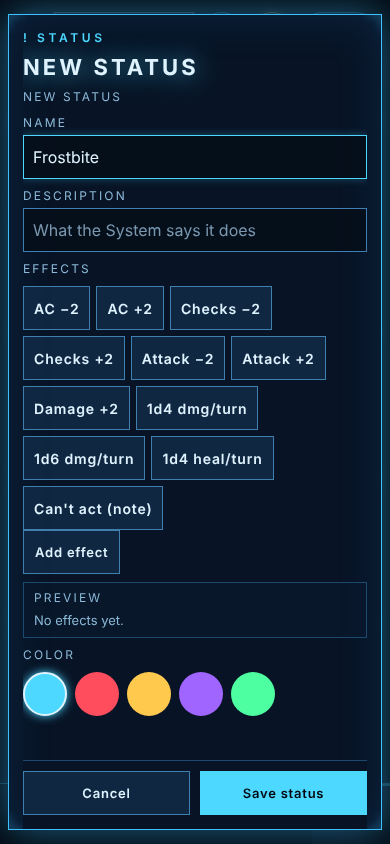 ! STATUS
NEW STATUS
NEW STATUS
NAME
Frostbite
DESCRIPTION
What the System says it does
EFFECTS
AC −2 AC +2 Checks −2
Checks +2 Attack −2 Attack +2
Damage +2 1d4 dmg/turn
1d6 dmg/turn 1d4 heal/turn
Can't act (note)
Add effect
PREVIEW
No effects yet.
COLOR
Cancel Save status